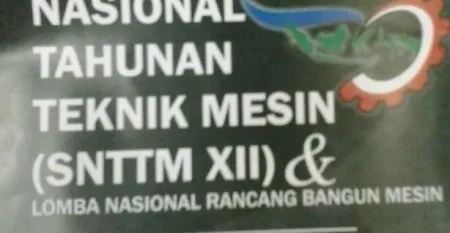 NASIONAL
TAHUNAN
TEKNIK MESIN
(SNTTM XII) &
LOMBA NASIONAL RANCANG BANGUN MESIN